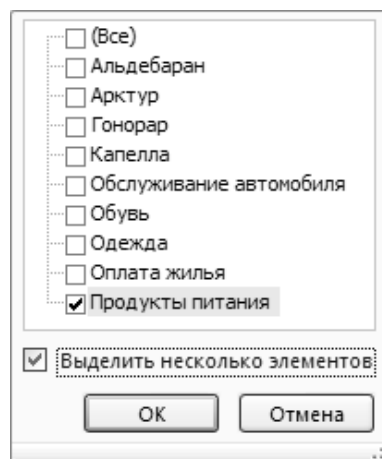 (Все)
Альдебаран
Арктур
Гонорар
Капелла
Обслуживание автомобиля
Обувь
Одежда
Оплата жилья
Продукты питания
Выделить несколько элементов
ОК
Отмена